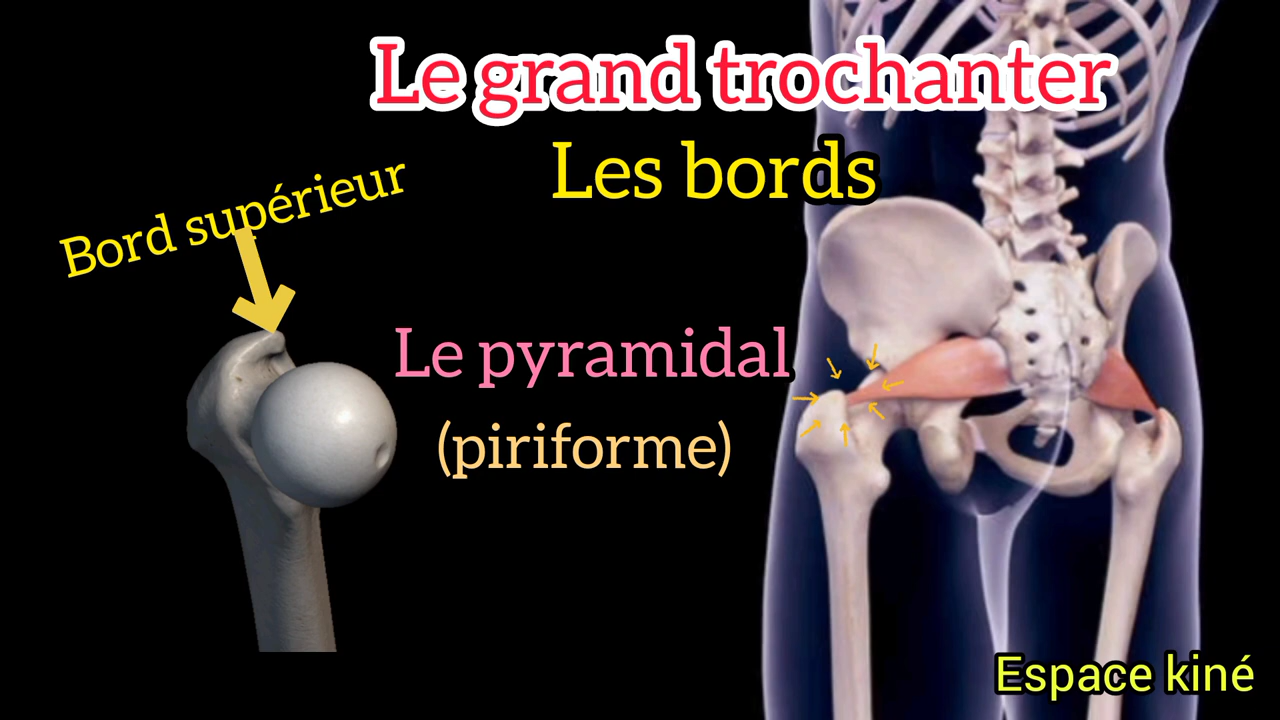 Le grand trochanter
Les bords
Bord supérieur
Le pyramidal
(piriforme)
Espace kiné